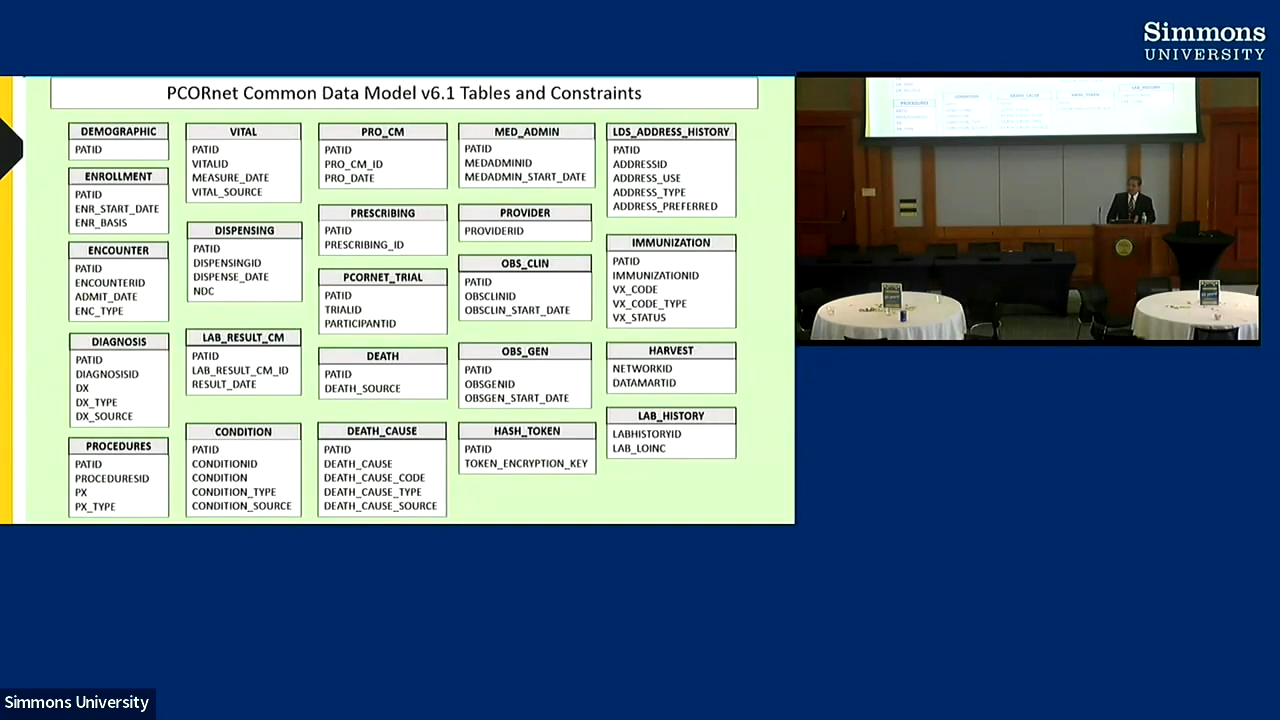 Simmons
UNIVERSITY
PCORnet Common Data Model v6.1 Tables and Constraints
DEMOGRAPHIC
PATID
ENROLLMENT
PATID
ENR_START_DATE
ENR_BASIS
ENCOUNTER
PATID
ENCOUNTERID
ADMIT_DATE
ENC_TYPE
DIAGNOSIS
PATID
DIAGNOSISID
DX
DX_TYPE
DX_SOURCE
PROCEDURES
PATID
PROCEDURESID
PX
PX_TYPE
VITAL
PATID
VITALID
MEASURE_DATE
VITAL_SOURCE
DISPENSING
PATID
DISPENSINGID
DISPENSE_DATE
NDC
LAB_RESULT_CM
PATID
LAB_RESULT_CM_ID
RESULT_DATE
CONDITION
PATID
CONDITIONID
CONDITION
CONDITION_TYPE
CONDITION_SOURCE
PRO_CM
PATID
PRO_CM_ID
PRO_DATE
PRESCRIBING
PATID
PRESCRIBING_ID
PCORNET_TRIAL
PATID
TRIALID
PARTICIPANTID
DEATH
PATID
DEATH_SOURCE
DEATH_CAUSE
PATID
DEATH_CAUSE
DEATH_CAUSE_CODE
DEATH_CAUSE_TYPE
DEATH_CAUSE_SOURCE
MED_ADMIN
PATID
MEDADMINID
MEDADMIN_START_DATE
PROVIDER
PROVIDERID
OBS_CLIN
PATID
OBSCLINID
OBSCLIN_START_DATE
OBS_GEN
PATID
OBSGENID
OBSGEN_START_DATE
HASH_TOKEN
PATID
TOKEN_ENCRYPTION_KEY
LDS_ADDRESS_HISTORY
PATID
ADDRESSID
ADDRESS_USE
ADDRESS_TYPE
ADDRESS_PREFERRED
IMMUNIZATION
PATID
IMMUNIZATIONID
VX_CODE
VX_CODE_TYPE
VX_STATUS
HARVEST
NETWORKID
DATAMARTID
LAB_HISTORY
LABHISTORYID
LAB_LOINC
Simmons University